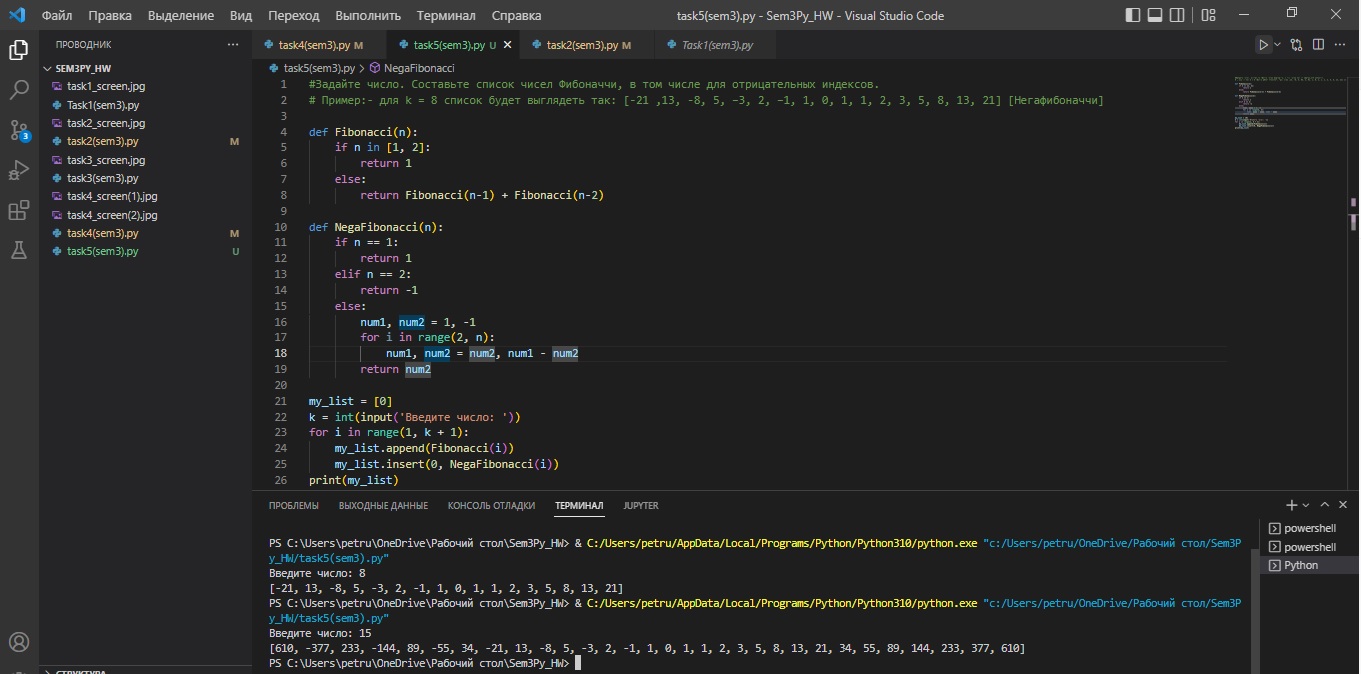 Файл Правка Выделение Вид Переход Выполнить Терминал Справка task5(sem3).py - Sem3Py_HW - Visual Studio Code
ПРОВОДНИК
task4(sem3).py M task5(sem3).py U task2(sem3).py M Task1(sem3).py
SEM3PY_HW
task1_screen.jpg
Task1(sem3).py
task2_screen.jpg
task2(sem3).py M
task3_screen.jpg
task3(sem3).py
task4_screen(1).jpg
task4_screen(2).jpg
task4(sem3).py M
task5(sem3).py U
3
task5(sem3).py > NegaFibonacci
1 #Задайте число. Составьте список чисел Фибоначчи, в том числе для отрицательных индексов.
2 # Пример:- для k = 8 список будет выглядеть так: [-21 ,13, -8, 5, -3, 2, -1, 1, 0, 1, 1, 2, 3, 5, 8, 13, 21] [Негафибоначчи]
3
4 def Fibonacci(n):
5 if n in [1, 2]:
6 return 1
7 else:
8 return Fibonacci(n-1) + Fibonacci(n-2)
9
10 def NegaFibonacci(n):
11 if n == 1:
12 return 1
13 elif n == 2:
14 return -1
15 else:
16 num1, num2 = 1, -1
17 for i in range(2, n):
18 num1, num2 = num2, num1 - num2
19 return num2
20
21 my_list = [0]
22 k = int(input('Введите число: '))
23 for i in range(1, k + 1):
24 my_list.append(Fibonacci(i))
25 my_list.insert(0, NegaFibonacci(i))
26 print(my_list)
ПРОБЛЕМЫ ВЫХОДНЫЕ ДАННЫЕ КОНСОЛЬ ОТЛАДКИ ТЕРМИНАЛ JUPYTER
PS C:\Users\petru\OneDrive\Рабочий стол\Sem3Py_HW> & C:/Users/petru/AppData/Local/Programs/Python/Python310/python.exe "c:/Users/petru/OneDrive/Рабочий стол/Sem3P
y_HW/task5(sem3).py"
Введите число: 8
[-21, 13, -8, 5, -3, 2, -1, 1, 0, 1, 1, 2, 3, 5, 8, 13, 21]
PS C:\Users\petru\OneDrive\Рабочий стол\Sem3Py_HW> & C:/Users/petru/AppData/Local/Programs/Python/Python310/python.exe "c:/Users/petru/OneDrive/Рабочий стол/Sem3P
y_HW/task5(sem3).py"
Введите число: 15
[610, -377, 233, -144, 89, -55, 34, -21, 13, -8, 5, -3, 2, -1, 1, 0, 1, 1, 2, 3, 5, 8, 13, 21, 34, 55, 89, 144, 233, 377, 610]
PS C:\Users\petru\OneDrive\Рабочий стол\Sem3Py_HW>
powershell
powershell
Python
СТРУКТУРА